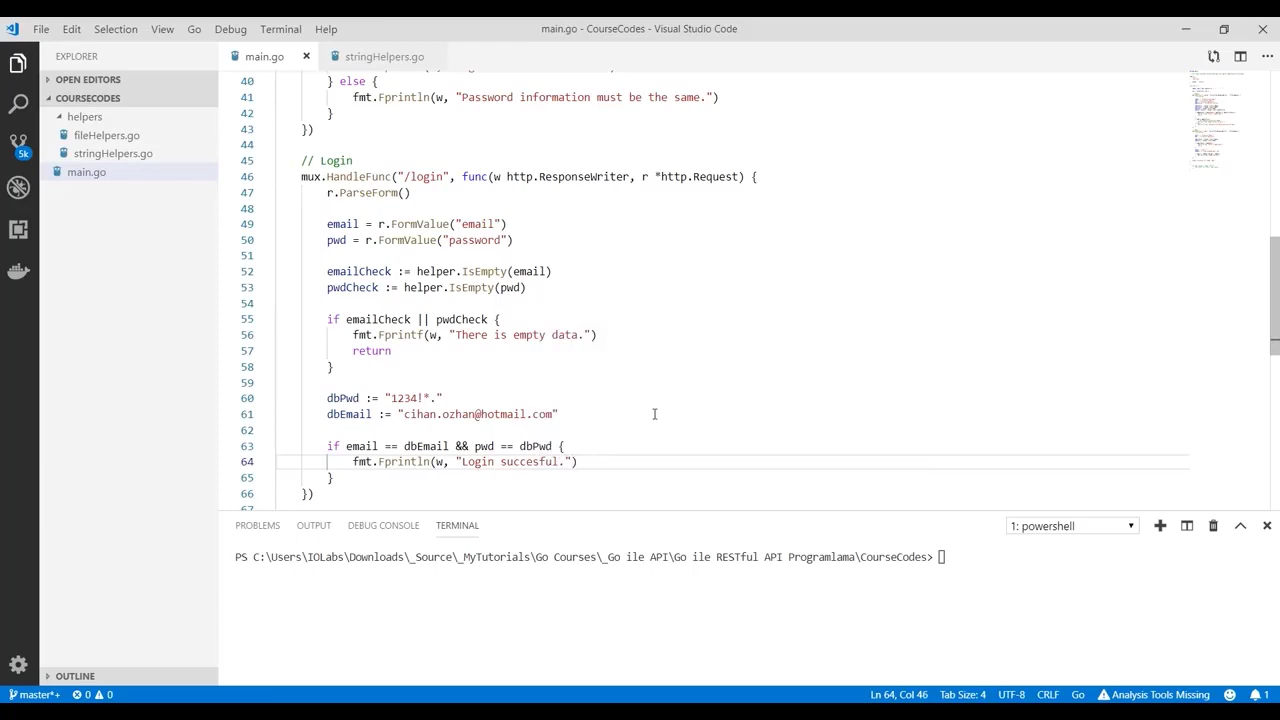 File Edit Selection View Go Debug Terminal Help
main.go - CourseCodes - Visual Studio Code
EXPLORER
OPEN EDITORS
COURSECODES
helpers
fileHelpers.go
stringHelpers.go
main.go
OUTLINE
5k
main.go
stringHelpers.go
40 } else {
41 fmt.Fprintln(w, "Password information must be the same.")
42 }
43 })
44
45 // Login
46 mux.HandleFunc("/login", func(w http.ResponseWriter, r *http.Request) {
47 r.ParseForm()
48
49 email = r.FormValue("email")
50 pwd = r.FormValue("password")
51
52 emailCheck := helper.IsEmpty(email)
53 pwdCheck := helper.IsEmpty(pwd)
54
55 if emailCheck || pwdCheck {
56 fmt.Fprintf(w, "There is empty data.")
57 return
58 }
59
60 dbPwd := "1234!*."
61 dbEmail := "cihan.ozhan@hotmail.com"
62
63 if email == dbEmail && pwd == dbPwd {
64 fmt.Fprintln(w, "Login succesful.")
65 }
66 })
67
PROBLEMS OUTPUT DEBUG CONSOLE TERMINAL
1: powershell
PS C:\Users\IOLabs\Downloads\_Source\_MyTutorials\Go Courses\_Go ile API\Go ile RESTful API Programlama\CourseCodes>
master*+ 0 0
Ln 64, Col 46 Tab Size: 4 UTF-8 CRLF Go Analysis Tools Missing 1